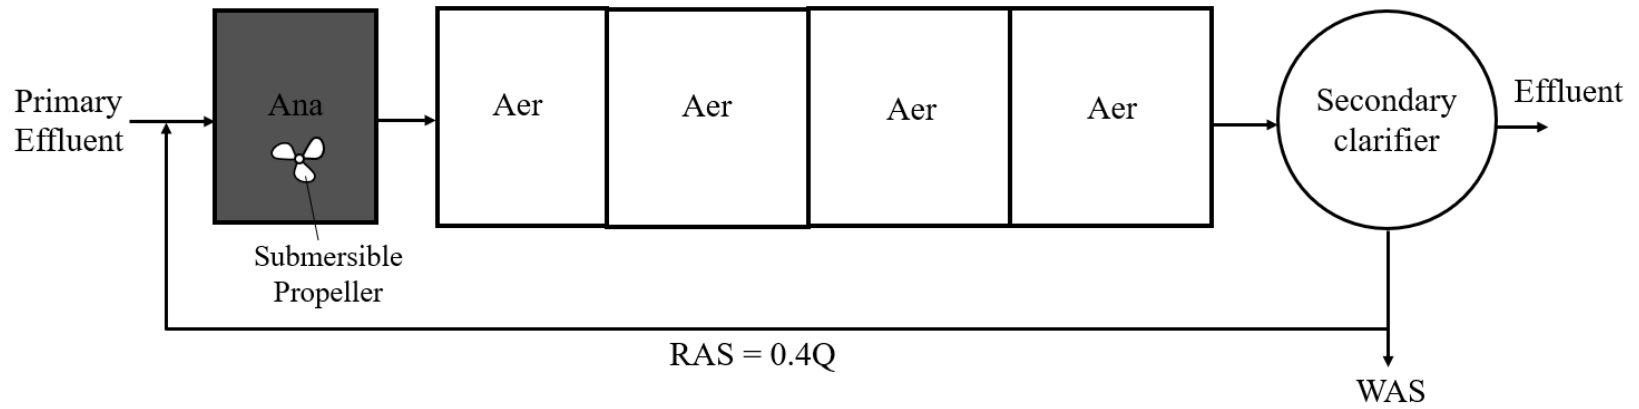 Primary
Effluent
Ana
Submersible
Propeller
Aer
Aer
Aer
Aer
Secondary
clarifier
Effluent
RAS = 0.4Q
WAS